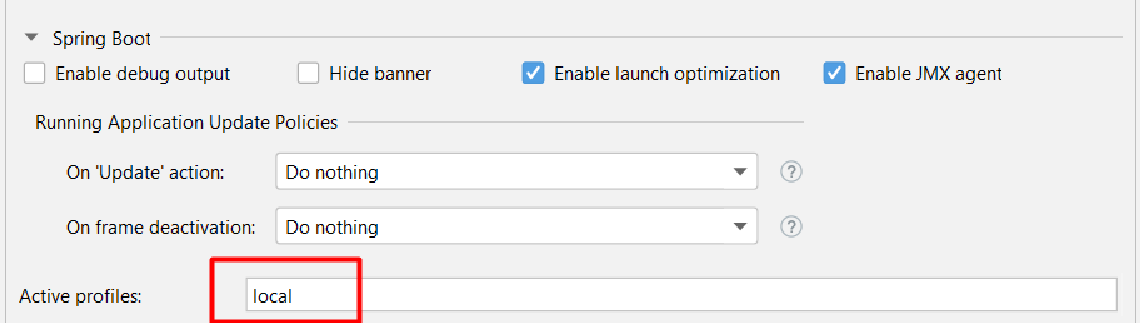 Spring Boot
Enable debug output Hide banner Enable launch optimization Enable JMX agent
Running Application Update Policies
On 'Update' action: Do nothing ?
On frame deactivation: Do nothing ?
Active profiles: local